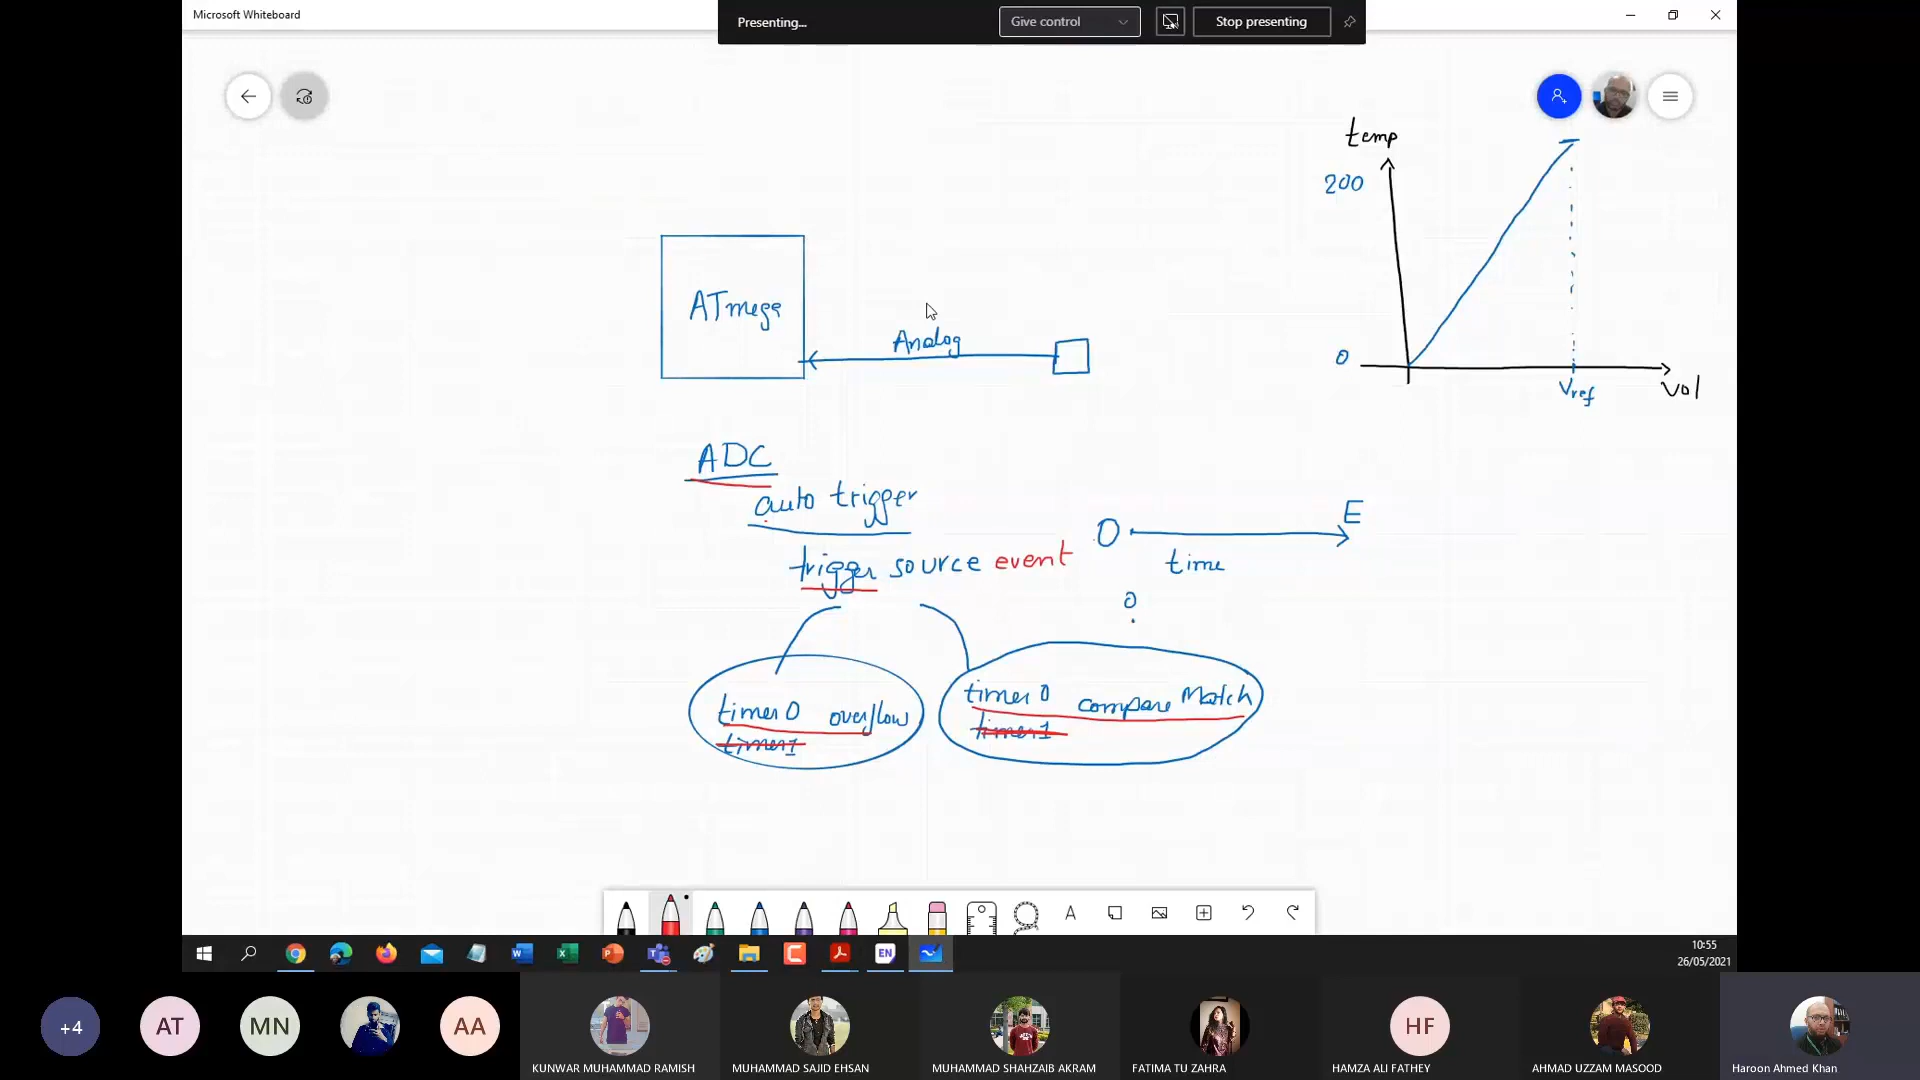 Microsoft Whiteboard
Presenting...
Give control
Stop presenting
temp
200
ATmega
Analog
0
Vref
Vol
ADC
auto trigger
trigger source event
O
E
time
0
timer0 overflow
timer1
timer0 compare Match
timer1
A
EN
10:55
26/05/2021
+4
AT
MN
AA
HF
KUNWAR MUHAMMAD RAMISH
MUHAMMAD SAJID EHSAN
MUHAMMAD SHAHZAIB AKRAM
FATIMA TU ZAHRA
HAMZA ALI FATHEY
AHMAD UZZAM MASOOD
Haroon Ahmed Khan